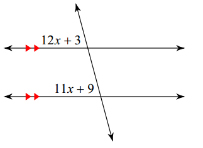 12x + 3
11x + 9